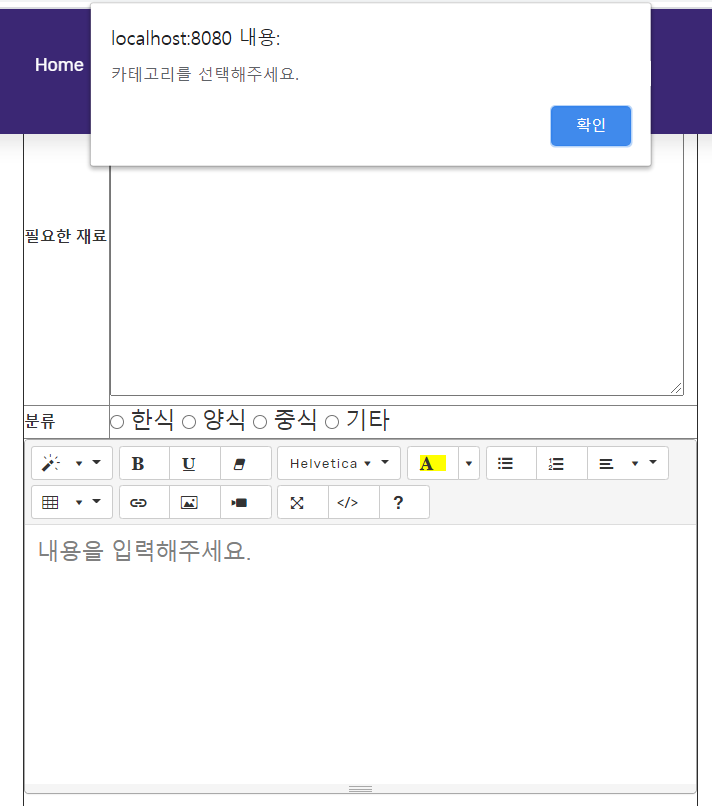 localhost:8080 내용:
카테고리를 선택해주세요.
확인
Home
필요한 재료
분류 한식 양식 중식 기타
B U Helvetica A
</> ?
내용을 입력해주세요.